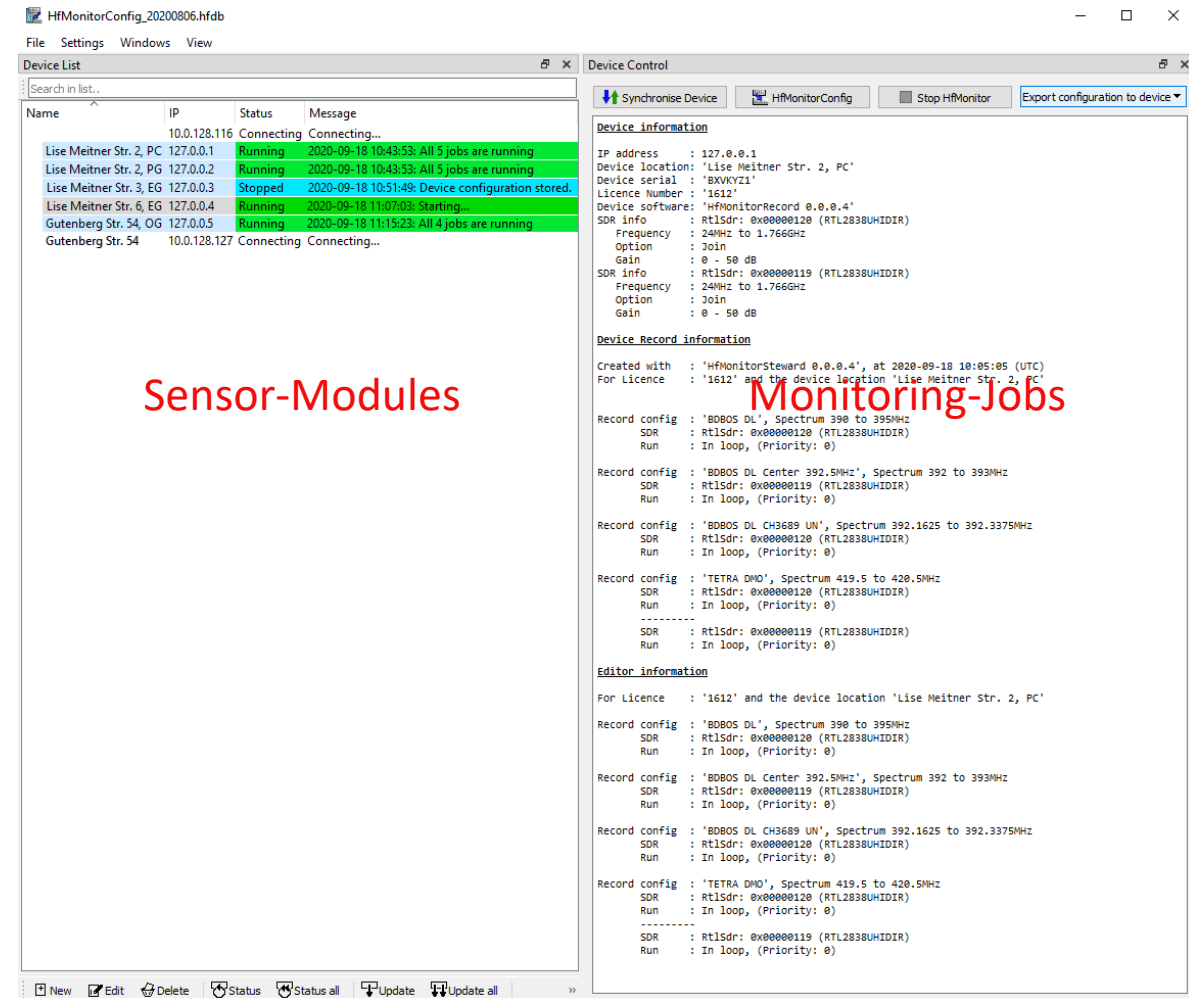 HfMonitorConfig_20200806.hfdb
File Settings Windows View
Device List
Search in list..
Name IP Status Message
10.0.128.116 Connecting Connecting...
Lise Meitner Str. 2, PC 127.0.0.1 Running 2020-09-18 10:43:53: All 5 jobs are running
Lise Meitner Str. 2, PG 127.0.0.2 Running 2020-09-18 10:43:53: All 5 jobs are running
Lise Meitner Str. 3, EG 127.0.0.3 Stopped 2020-09-18 10:51:49: Device configuration stored.
Lise Meitner Str. 6, EG 127.0.0.4 Running 2020-09-18 11:07:03: Starting...
Gutenberg Str. 54, OG 127.0.0.5 Running 2020-09-18 11:15:23: All 4 jobs are running
Gutenberg Str. 54 10.0.128.127 Connecting Connecting...
Sensor-Modules
New Edit Delete Status Status all Update Update all »
Device Control
Synchronise Device HfMonitorConfig Stop HfMonitor Export configuration to device
Device information
IP address : 127.0.0.1
Device location: 'Lise Meitner Str. 2, PC'
Device serial : 'BXVKYZ1'
Licence Number : '1612'
Device software: 'HfMonitorRecord 0.0.0.4'
SDR info : RtlSdr: 0x00000120 (RTL2838UHIDIR)
Frequency : 24MHz to 1.766GHz
Option : Join
Gain : 0 - 50 dB
SDR info : RtlSdr: 0x00000119 (RTL2838UHIDIR)
Frequency : 24MHz to 1.766GHz
Option : Join
Gain : 0 - 50 dB
Device Record information
Created with : 'HfMonitorSteward 0.0.0.4', at 2020-09-18 10:05:05 (UTC)
For Licence : '1612' and the device location 'Lise Meitner Str. 2, PC'
Monitoring-Jobs
Record config : 'BDBOS DL', Spectrum 390 to 395MHz
SDR : RtlSdr: 0x00000120 (RTL2838UHIDIR)
Run : In loop, (Priority: 0)
Record config : 'BDBOS DL Center 392.5MHz', Spectrum 392 to 393MHz
SDR : RtlSdr: 0x00000119 (RTL2838UHIDIR)
Run : In loop, (Priority: 0)
Record config : 'BDBOS DL CH3689 UN', Spectrum 392.1625 to 392.3375MHz
SDR : RtlSdr: 0x00000120 (RTL2838UHIDIR)
Run : In loop, (Priority: 0)
Record config : 'TETRA DMO', Spectrum 419.5 to 420.5MHz
SDR : RtlSdr: 0x00000120 (RTL2838UHIDIR)
Run : In loop, (Priority: 0)
---------
SDR : RtlSdr: 0x00000119 (RTL2838UHIDIR)
Run : In loop, (Priority: 0)
Editor information
For Licence : '1612' and the device location 'Lise Meitner Str. 2, PC'
Record config : 'BDBOS DL', Spectrum 390 to 395MHz
SDR : RtlSdr: 0x00000120 (RTL2838UHIDIR)
Run : In loop, (Priority: 0)
Record config : 'BDBOS DL Center 392.5MHz', Spectrum 392 to 393MHz
SDR : RtlSdr: 0x00000119 (RTL2838UHIDIR)
Run : In loop, (Priority: 0)
Record config : 'BDBOS DL CH3689 UN', Spectrum 392.1625 to 392.3375MHz
SDR : RtlSdr: 0x00000120 (RTL2838UHIDIR)
Run : In loop, (Priority: 0)
Record config : 'TETRA DMO', Spectrum 419.5 to 420.5MHz
SDR : RtlSdr: 0x00000120 (RTL2838UHIDIR)
Run : In loop, (Priority: 0)
---------
SDR : RtlSdr: 0x00000119 (RTL2838UHIDIR)
Run : In loop, (Priority: 0)